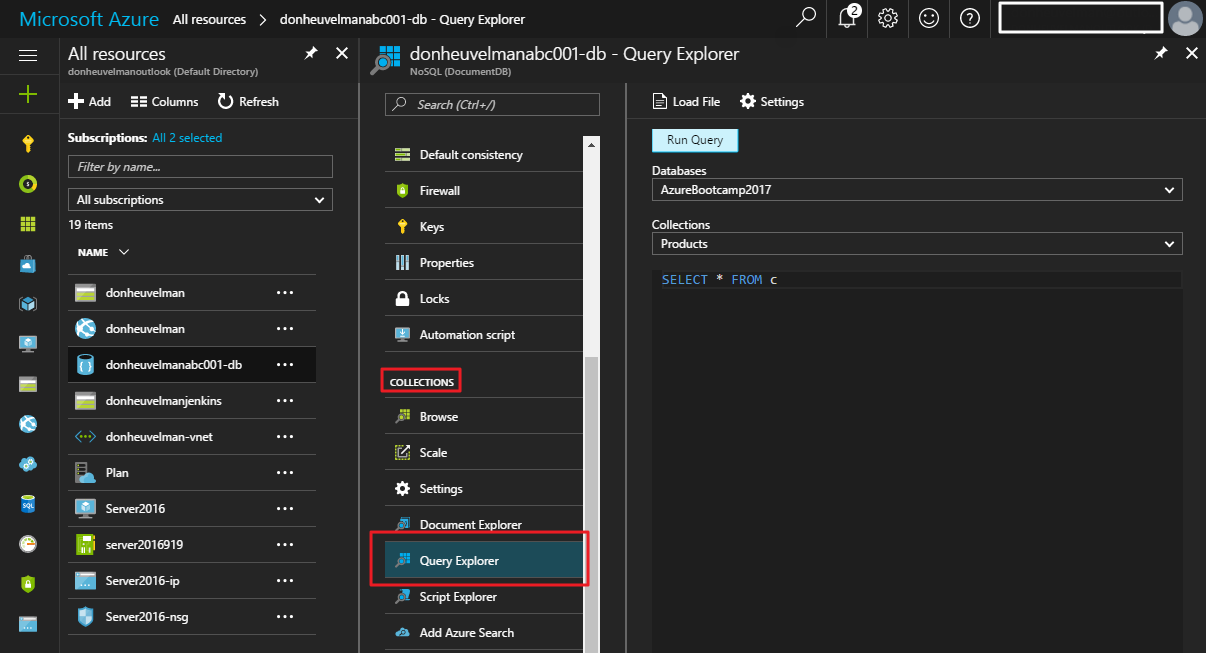 Microsoft Azure All resources > donheuvelmanabc001-db - Query Explorer
2
All resources
donheuvelmanoutlook (Default Directory)
Add Columns Refresh
Subscriptions: All 2 selected
Filter by name...
All subscriptions
19 items
NAME
donheuvelman ...
donheuvelman ...
donheuvelmanabc001-db ...
donheuvelmanjenkins ...
donheuvelman-vnet ...
Plan ...
Server2016 ...
server2016919 ...
Server2016-ip ...
Server2016-nsg ...
donheuvelmanabc001-db - Query Explorer
NoSQL (DocumentDB)
Search (Ctrl+/)
Default consistency
Firewall
Keys
Properties
Locks
Automation script
COLLECTIONS
Browse
Scale
Settings
Document Explorer
Query Explorer
Script Explorer
Add Azure Search
Load File Settings
Run Query
Databases
AzureBootcamp2017
Collections
Products
SELECT * FROM c